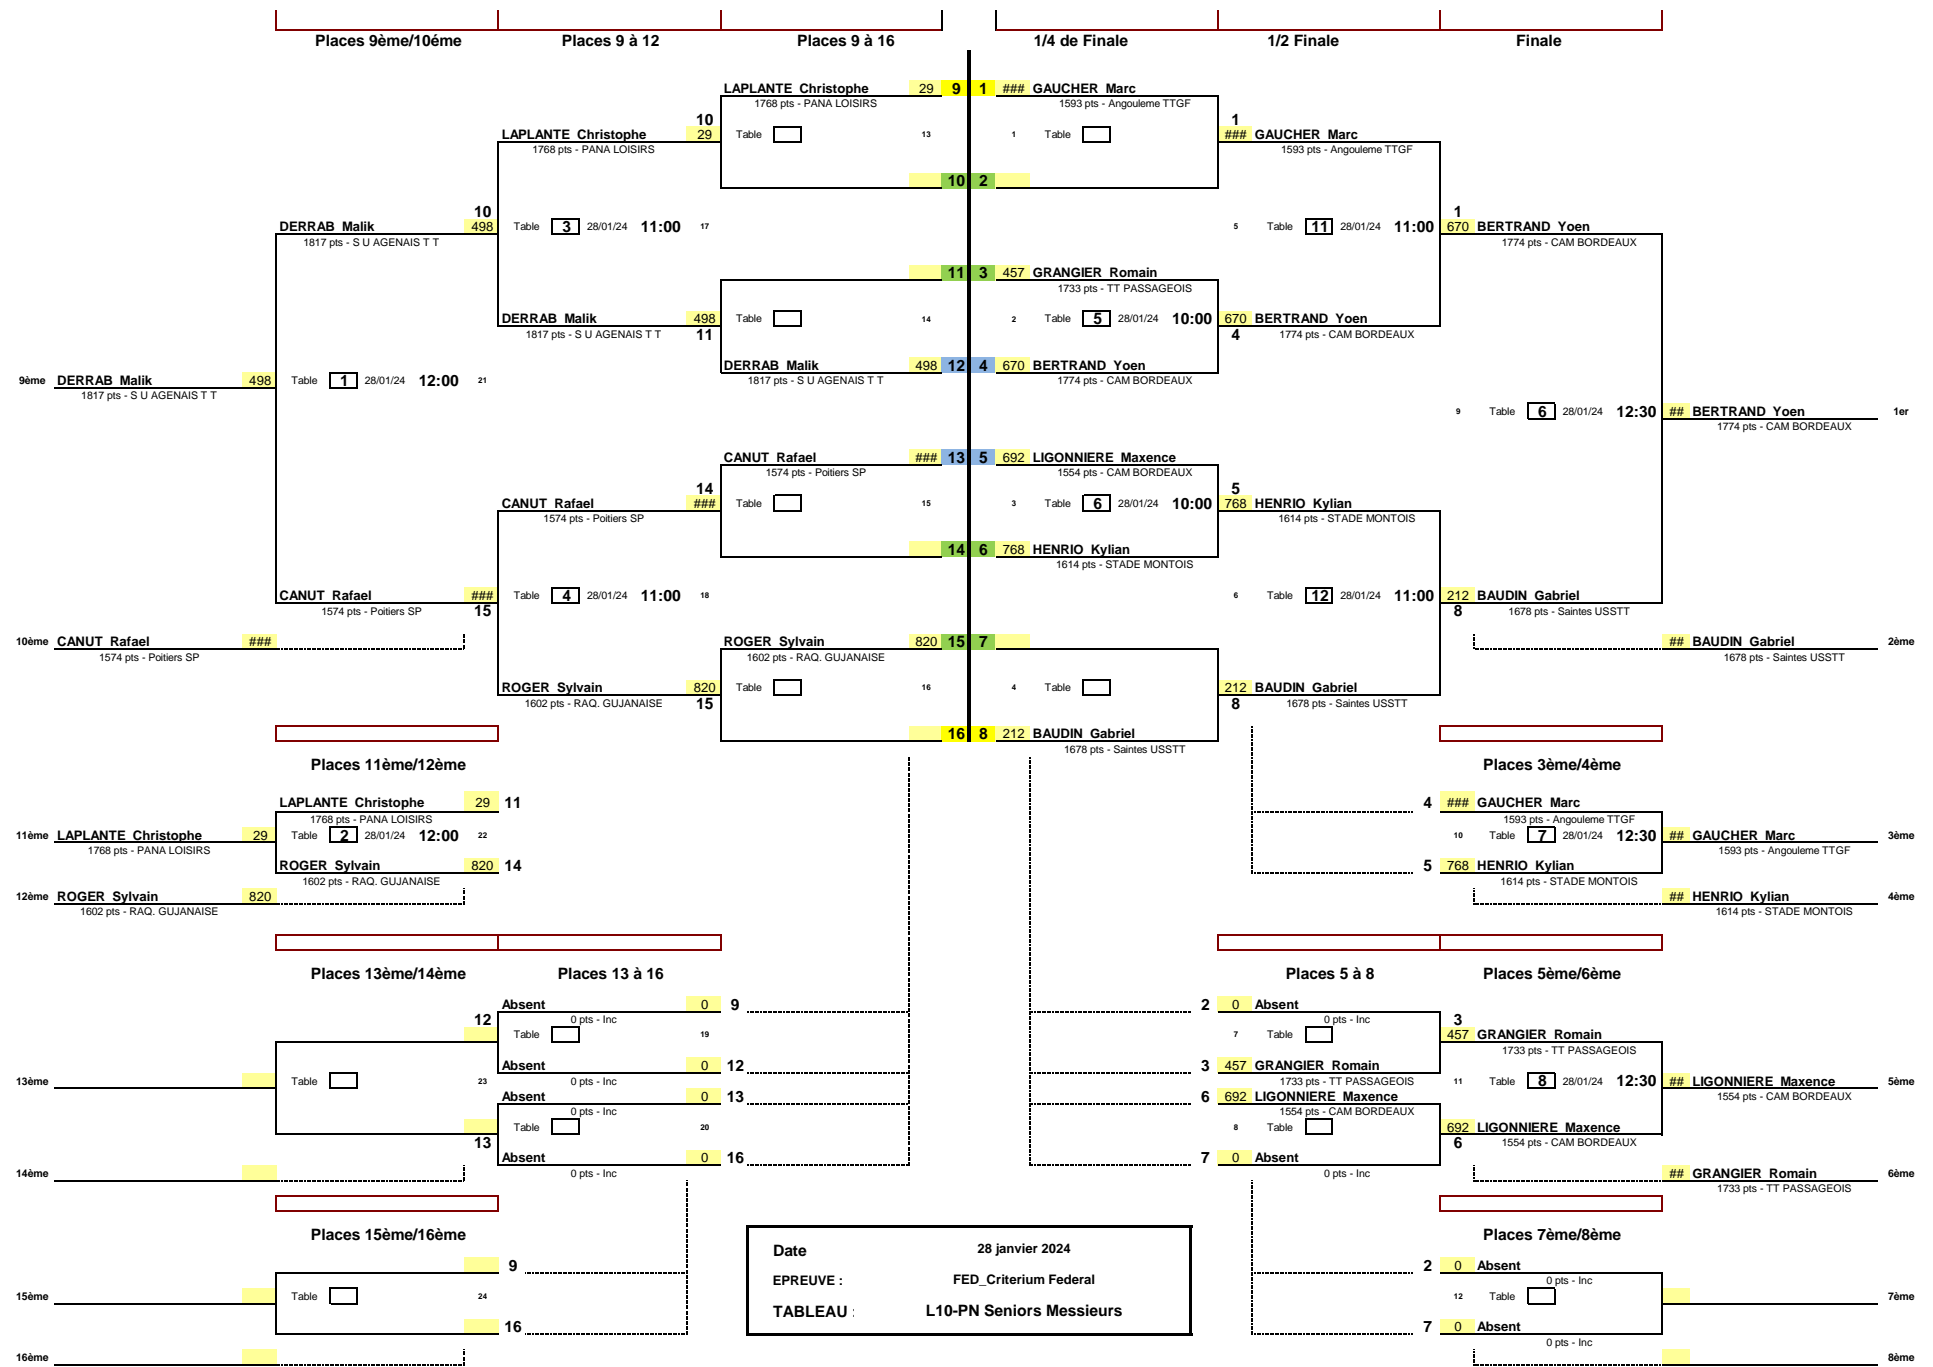 Places 9ème/10éme Places 9 à 12 Places 9 à 16 1/4 de Finale 1/2 Finale Finale
LAPLANTE Christophe 29 9 1 ### GAUCHER Marc
1768 pts - PANA LOISIRS 1593 pts - Angouleme TTGF
10 1
LAPLANTE Christophe 29 Table 13 1 Table ### GAUCHER Marc
1768 pts - PANA LOISIRS 1593 pts - Angouleme TTGF
10 2
10 1
DERRAB Malik 498 Table 3 28/01/24 11:00 17 5 Table 11 28/01/24 11:00 670 BERTRAND Yoen
1817 pts - S U AGENAIS T T 1774 pts - CAM BORDEAUX
11 3 457 GRANGIER Romain
1733 pts - TT PASSAGEOIS
DERRAB Malik 498 Table 14 2 Table 5 28/01/24 10:00 670 BERTRAND Yoen
1817 pts - S U AGENAIS T T 11 4 1774 pts - CAM BORDEAUX
DERRAB Malik 498 12 4 670 BERTRAND Yoen
9ème DERRAB Malik 498 Table 1 28/01/24 12:00 21 1817 pts - S U AGENAIS T T 1774 pts - CAM BORDEAUX
1817 pts - S U AGENAIS T T
9 Table 6 28/01/24 12:30 ## BERTRAND Yoen 1er
1774 pts - CAM BORDEAUX
CANUT Rafael ### 13 5 692 LIGONNIERE Maxence
1574 pts - Poitiers SP 1554 pts - CAM BORDEAUX
14 5
CANUT Rafael ### Table 15 3 Table 6 28/01/24 10:00 768 HENRIO Kylian
1574 pts - Poitiers SP 1614 pts - STADE MONTOIS
14 6 768 HENRIO Kylian
1614 pts - STADE MONTOIS
CANUT Rafael ### Table 4 28/01/24 11:00 18 6 Table 12 28/01/24 11:00 212 BAUDIN Gabriel
1574 pts - Poitiers SP 15 8 1678 pts - Saintes USSTT
10ème CANUT Rafael ### ROGER Sylvain 820 15 7 ## BAUDIN Gabriel 2ème
1574 pts - Poitiers SP 1602 pts - RAQ. GUJANAISE 1678 pts - Saintes USSTT
ROGER Sylvain 820 Table 16 4 Table 212 BAUDIN Gabriel
1602 pts - RAQ. GUJANAISE 15 8 1678 pts - Saintes USSTT
16 8 212 BAUDIN Gabriel
1678 pts - Saintes USSTT
Places 11ème/12ème Places 3ème/4ème
LAPLANTE Christophe 29 11 4 ### GAUCHER Marc
1768 pts - PANA LOISIRS 1593 pts - Angouleme TTGF
11ème LAPLANTE Christophe 29 Table 2 28/01/24 12:00 22 10 Table 7 28/01/24 12:30 ## GAUCHER Marc 3ème
1768 pts - PANA LOISIRS 1593 pts - Angouleme TTGF
ROGER Sylvain 820 14 5 768 HENRIO Kylian
1602 pts - RAQ. GUJANAISE 1614 pts - STADE MONTOIS
12ème ROGER Sylvain 820 ## HENRIO Kylian 4ème
1602 pts - RAQ. GUJANAISE 1614 pts - STADE MONTOIS
Places 13ème/14ème Places 13 à 16 Places 5 à 8 Places 5ème/6ème
Absent 0 9 2 0 Absent
12 0 pts - Inc 0 pts - Inc 3
Table 19 7 Table 457 GRANGIER Romain
1733 pts - TT PASSAGEOIS
Absent 0 12 3 457 GRANGIER Romain
13ème Table 23 0 pts - Inc 1733 pts - TT PASSAGEOIS 11 Table 8 28/01/24 12:30 ## LIGONNIERE Maxence 5ème
Absent 0 13 6 692 LIGONNIERE Maxence 1554 pts - CAM BORDEAUX
0 pts - Inc 1554 pts - CAM BORDEAUX
Table 20 8 Table 692 LIGONNIERE Maxence
13 6 1554 pts - CAM BORDEAUX
Absent 0 16 7 0 Absent
14ème 0 pts - Inc 0 pts - Inc ## GRANGIER Romain 6ème
1733 pts - TT PASSAGEOIS
Places 15ème/16ème Places 7ème/8ème
Date 28 janvier 2024
9 2 0 Absent
EPREUVE : FED_Criterium Federal 0 pts - Inc
15ème Table 24 12 Table 7ème
TABLEAU : L10-PN Seniors Messieurs
16 7 0 Absent
0 pts - Inc
16ème 8ème